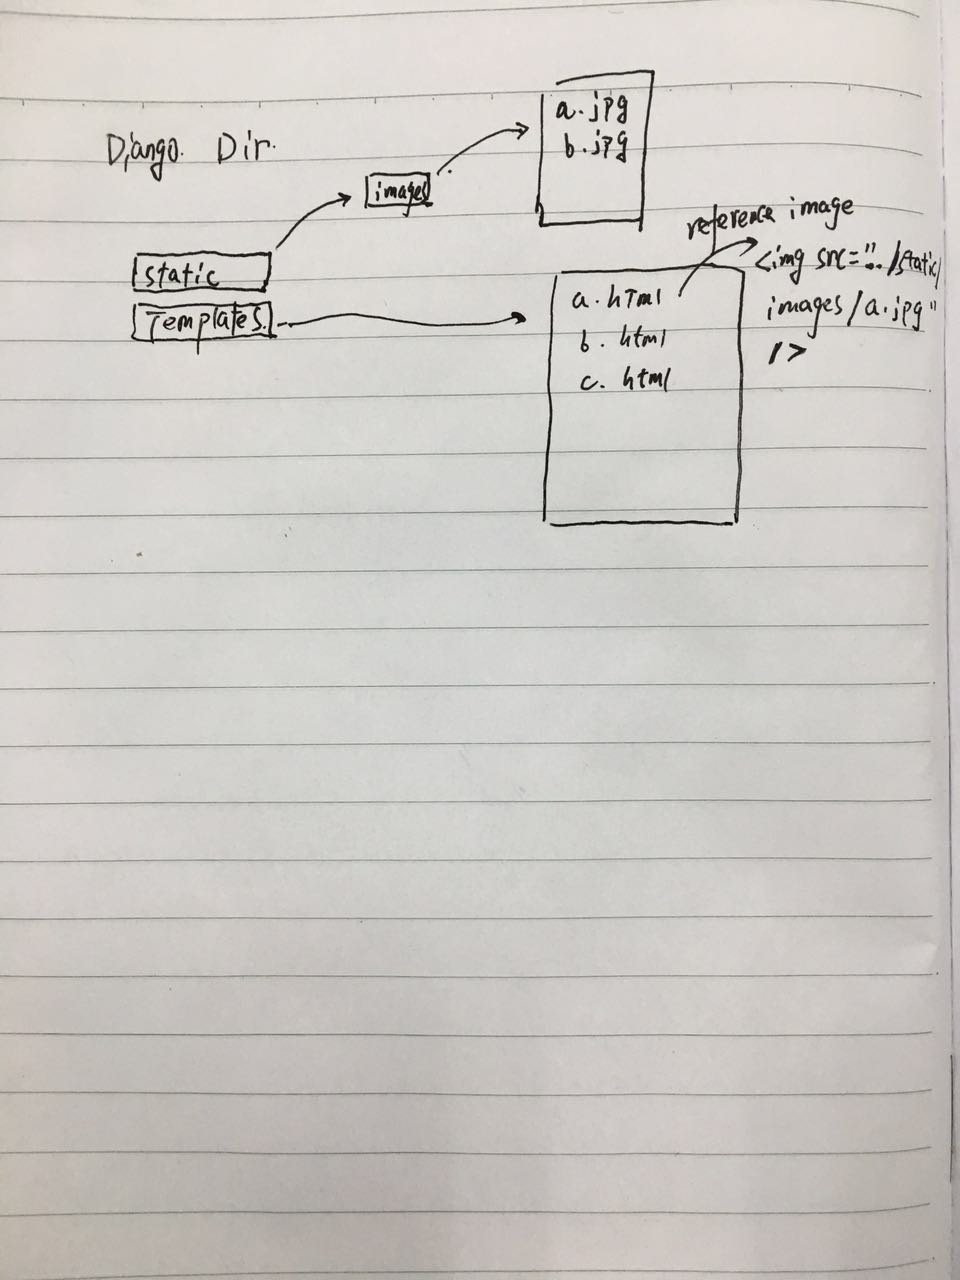 Django. Dir.
a.jpg
b.jpg
images
static
Templates.
reference image
a.html
b. html
c. html
<img src="../static/
images/a.jpg"
/>